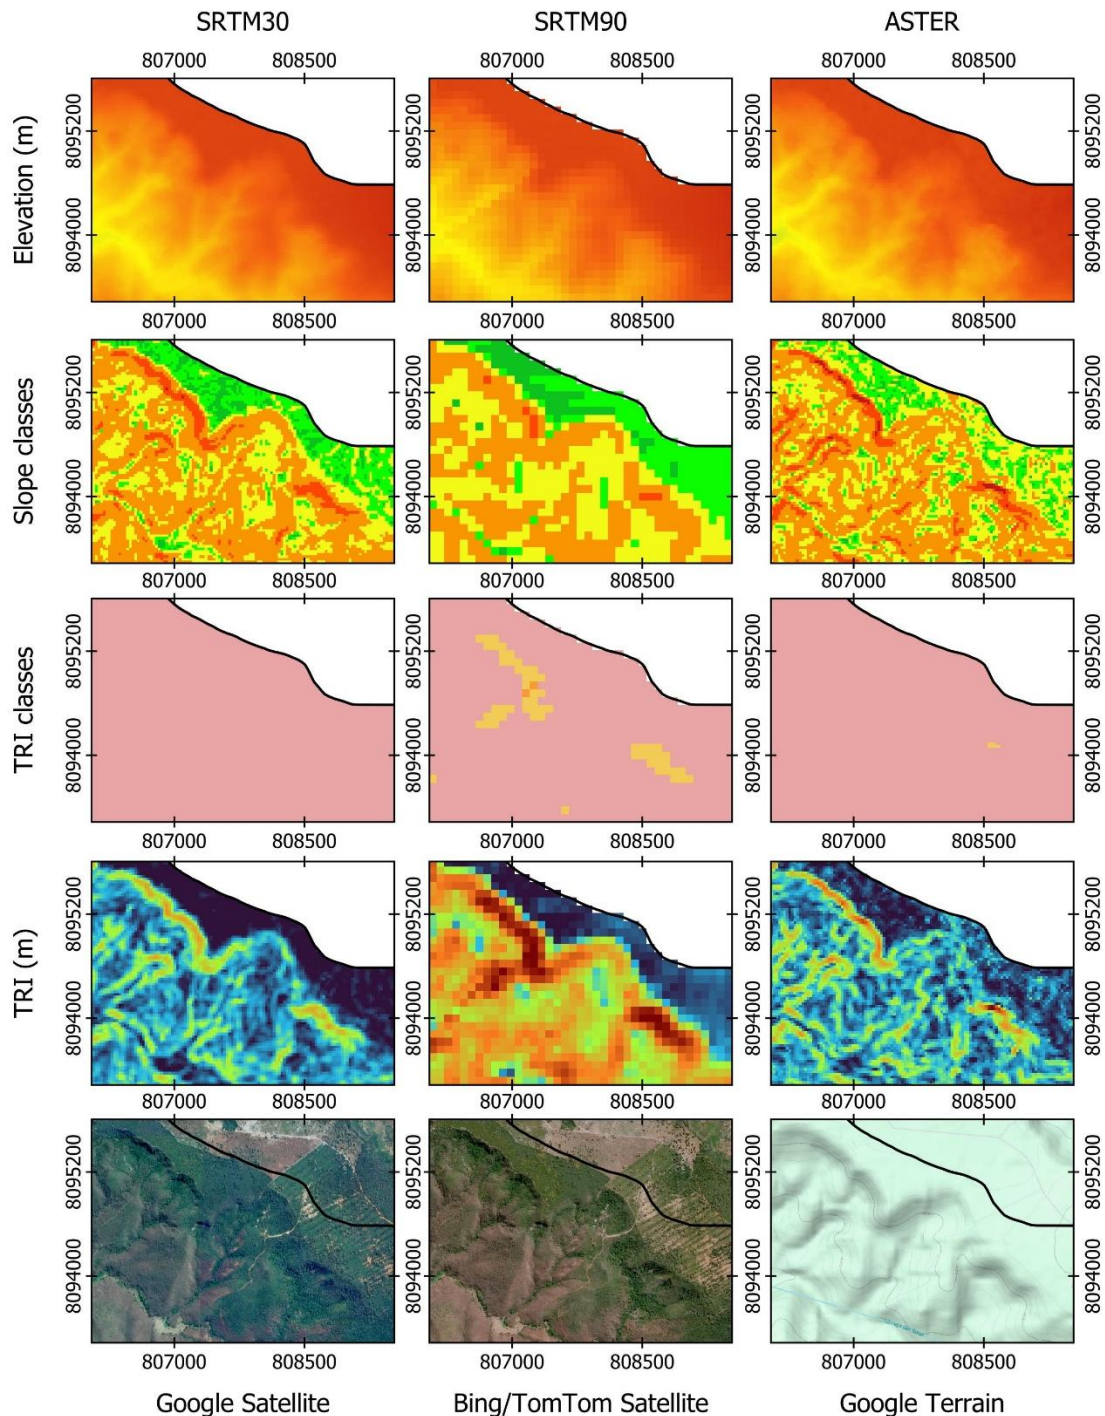 SRTM30 SRTM90 ASTER
807000 808500 807000 808500 807000 808500
Elevation (m) 8095200 8094000 8095200 8094000 8095200 8094000 8095200 8094000
807000 808500 807000 808500 807000 808500
Slope classes 8095200 8094000 8095200 8094000 8095200 8094000 8095200 8094000
807000 808500 807000 808500 807000 808500
TRI classes 8095200 8094000 8095200 8094000 8095200 8094000 8095200 8094000
807000 808500 807000 808500 807000 808500
TRI (m) 8095200 8094000 8095200 8094000 8095200 8094000 8095200 8094000
807000 808500 807000 808500 807000 808500
8095200 8094000 8095200 8094000 8095200 8094000 8095200 8094000
807000 808500 807000 808500 807000 808500
Google Satellite Bing/TomTom Satellite Google Terrain